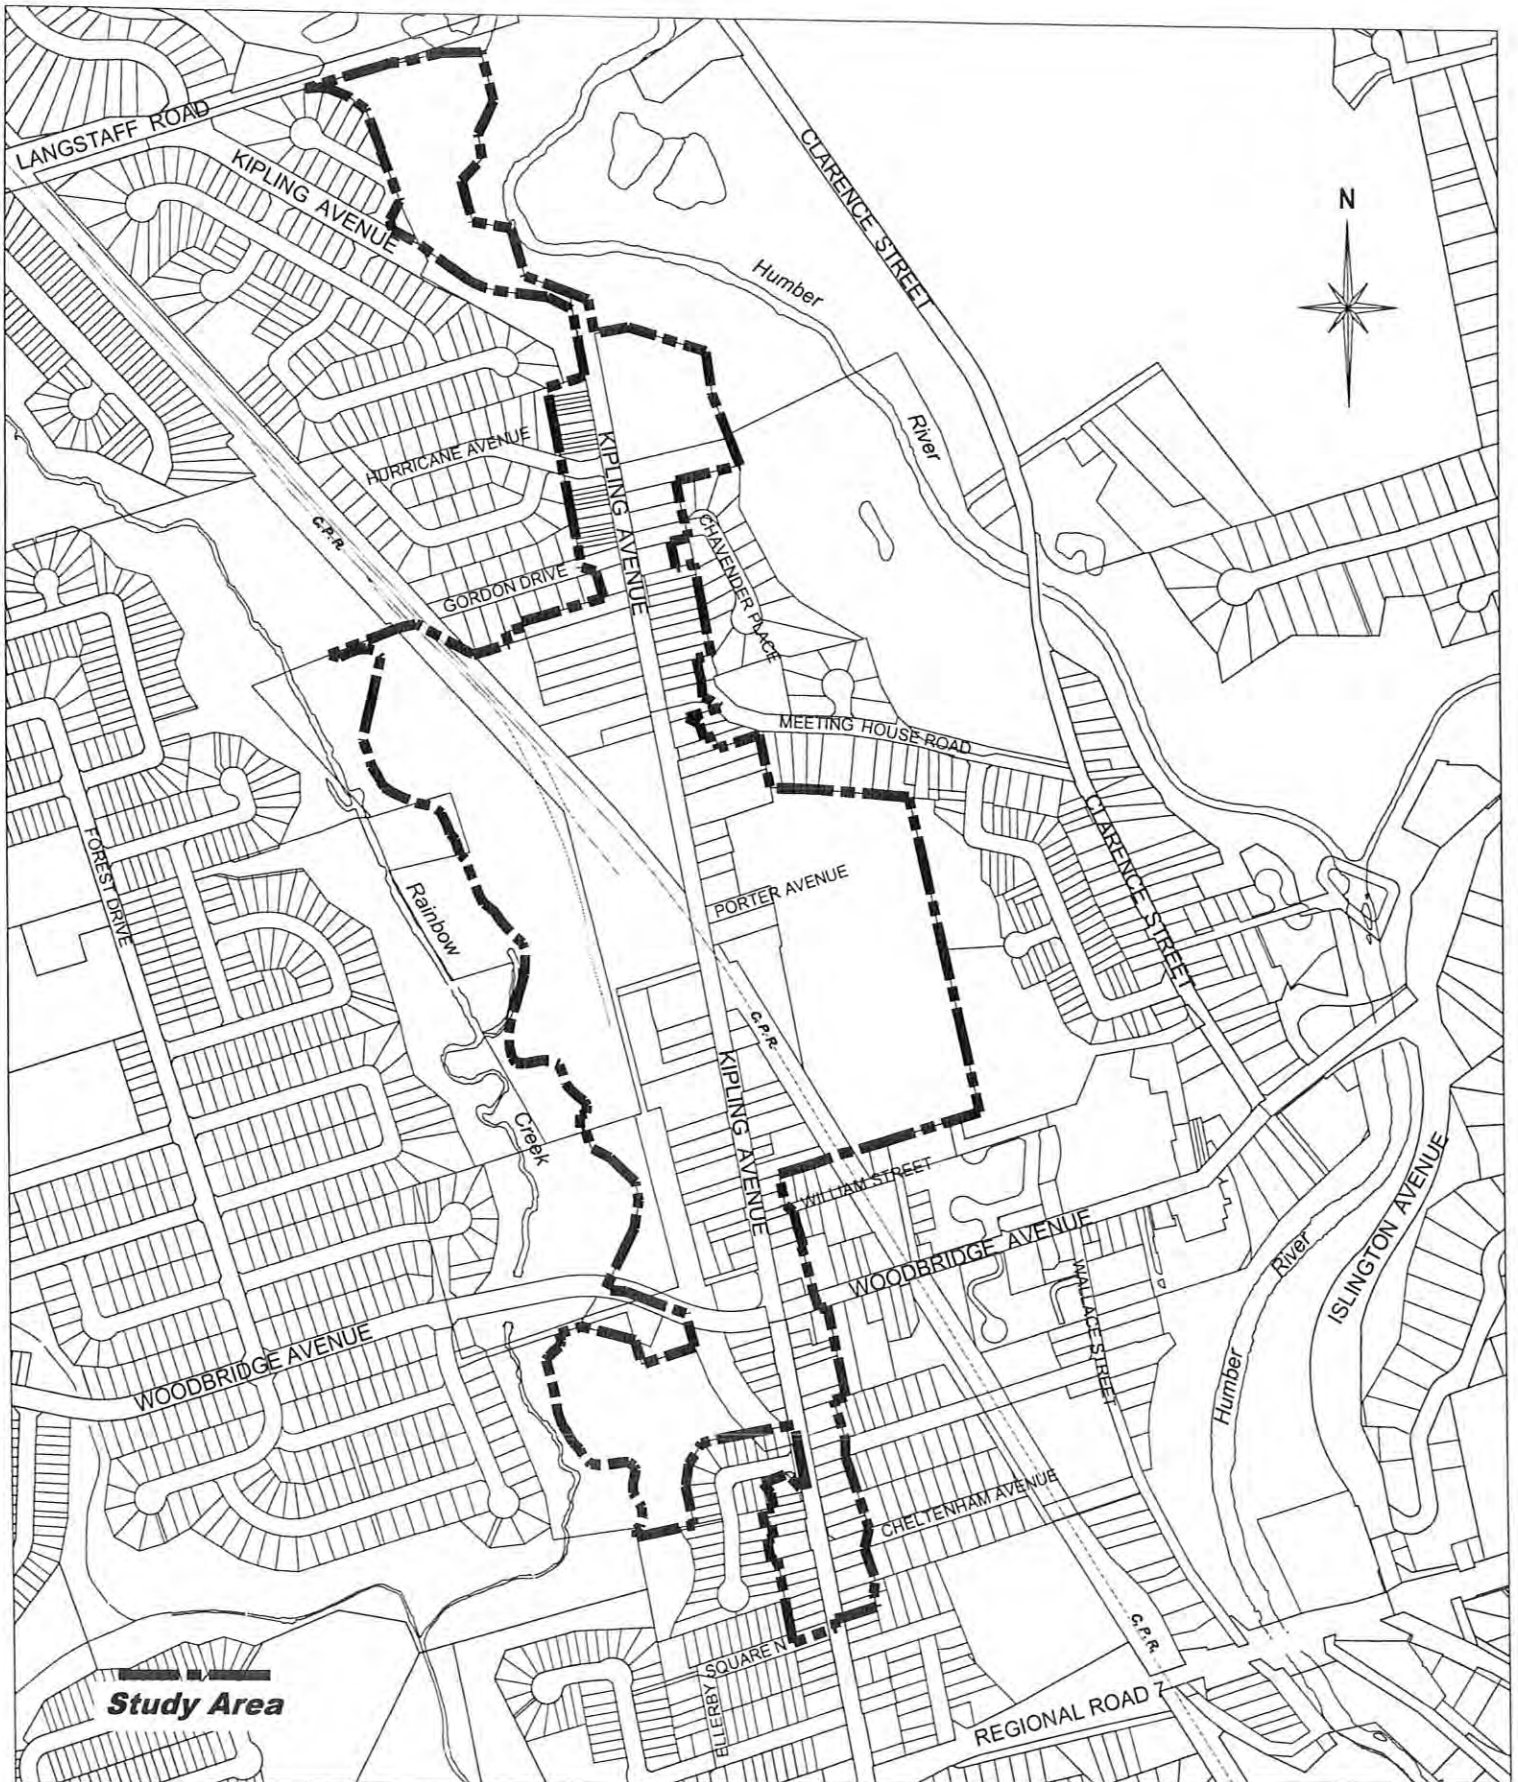 LANGSTAFF ROAD
KIPLING AVENUE
CLARENCE STREET
N
Humber
River
HURRICANE AVENUE
KIPLING AVENUE
C.P.R.
CHAVENDER PLACE
GORDON DRIVE
MEETING HOUSE ROAD
CLARENCE STREET
FOREST DRIVE
Rainbow
PORTER AVENUE
C.P.R.
KIPLING AVENUE
Creek
WILLIAM STREET
WOODBRIDGE AVENUE
WALLACE STREET
River
ISLINGTON AVENUE
Humber
WOODBRIDGE AVENUE
CHELTENHAM AVENUE
C.P.R.
ELLERBY SQUARE N
REGIONAL ROAD 7
Study Area